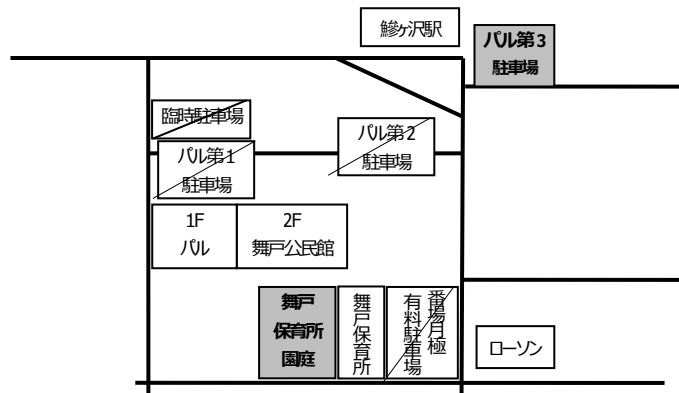 鰺ヶ沢駅
パル第3
駐車場
臨時駐車場
パル第1
駐車場
パル第2
駐車場
1F
パル
2F
舞戸公民館
舞戸
保育所
園庭
舞戸保育所
番場月極
有料駐車場
ローソン